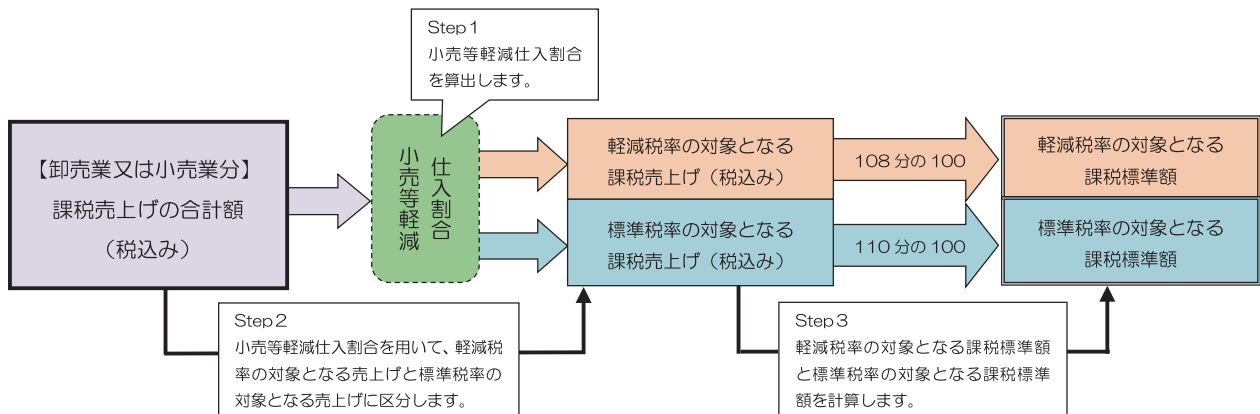 Step1
小売等軽減仕入割合
を算出します。
【卸売業又は小売業分】
課税売上げの合計額
（税込み）
小売等軽減
仕入割合
軽減税率の対象となる
課税売上げ（税込み）
標準税率の対象となる
課税売上げ（税込み）
108分の100
110分の100
軽減税率の対象となる
課税標準額
標準税率の対象となる
課税標準額
Step2
小売等軽減仕入割合を用いて、軽減税
率の対象となる売上げと標準税率の
対象となる売上げに区分します。
Step3
軽減税率の対象となる課税標準額
と標準税率の対象となる課税標準
額を計算します。